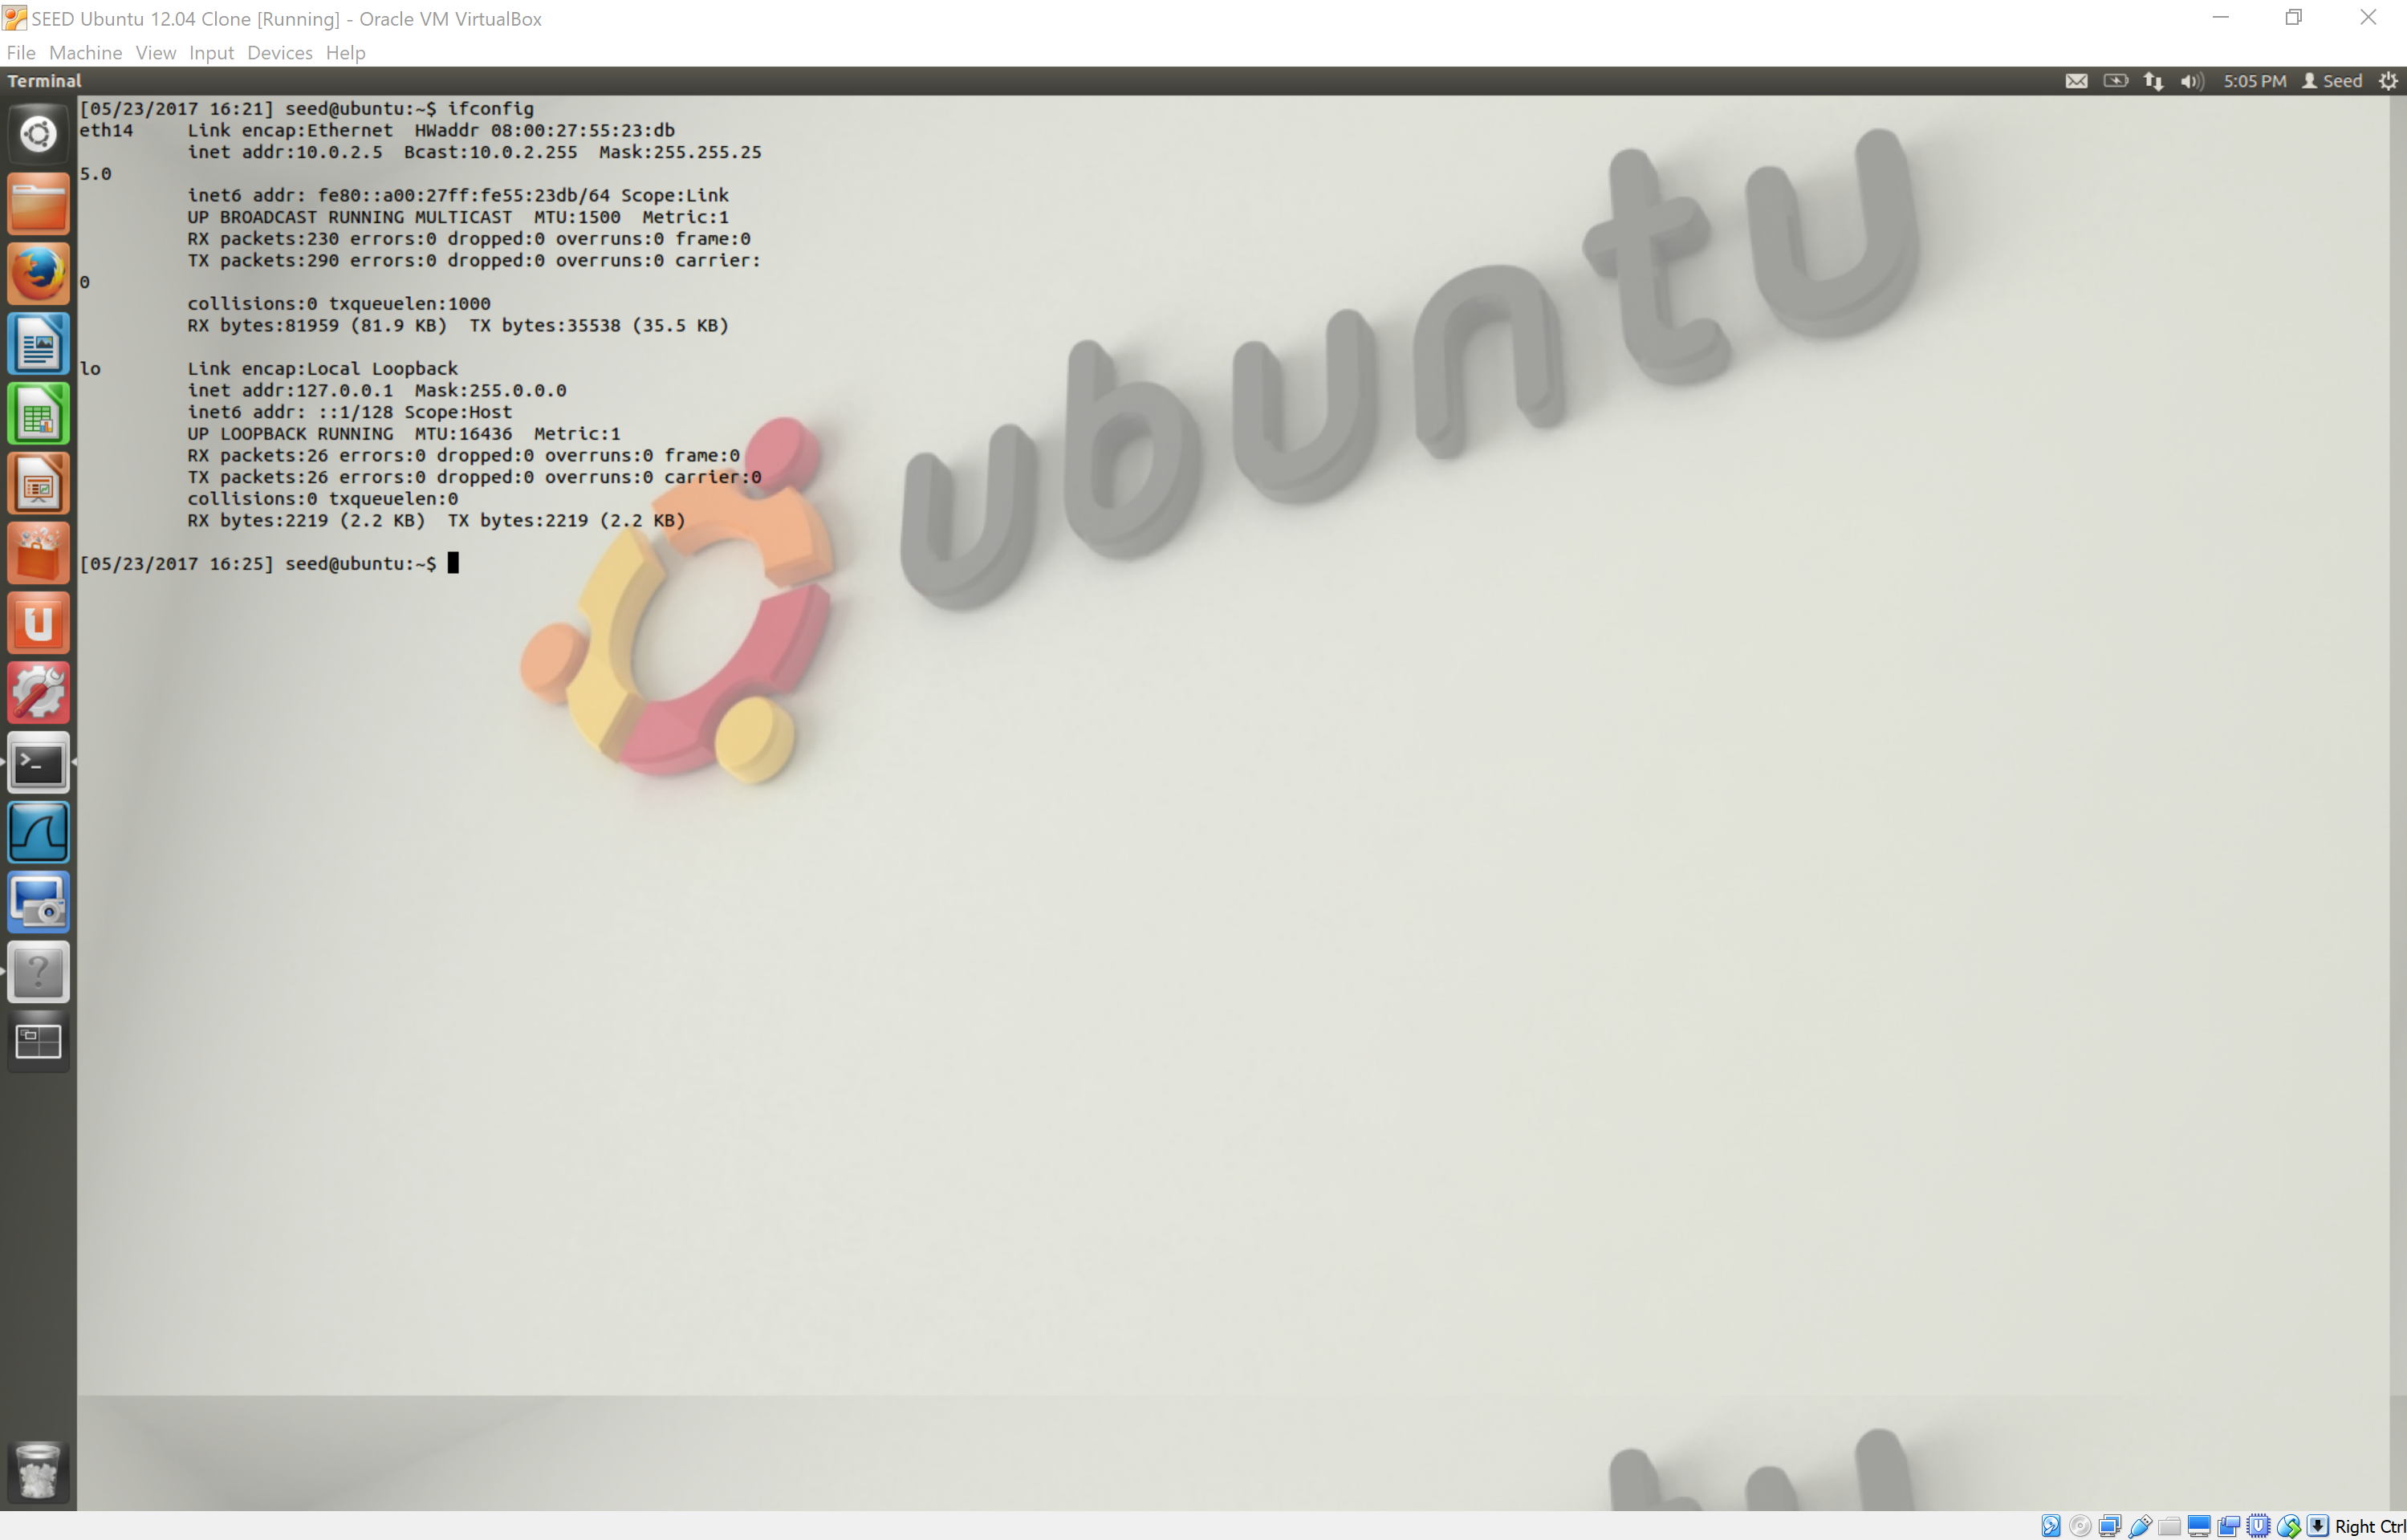 SEED Ubuntu 12.04 Clone [Running] - Oracle VM VirtualBox
File Machine View Input Devices Help
Terminal
5:05 PM Seed
[05/23/2017 16:21] seed@ubuntu:~$ ifconfig
eth14 Link encap:Ethernet HWaddr 08:00:27:55:23:db
inet addr:10.0.2.5 Bcast:10.0.2.255 Mask:255.255.25
5.0
inet6 addr: fe80::a00:27ff:fe55:23db/64 Scope:Link
UP BROADCAST RUNNING MULTICAST MTU:1500 Metric:1
RX packets:230 errors:0 dropped:0 overruns:0 frame:0
TX packets:290 errors:0 dropped:0 overruns:0 carrier:
0
collisions:0 txqueuelen:1000
RX bytes:81959 (81.9 KB) TX bytes:35538 (35.5 KB)
lo Link encap:Local Loopback
inet addr:127.0.0.1 Mask:255.0.0.0
inet6 addr: ::1/128 Scope:Host
UP LOOPBACK RUNNING MTU:16436 Metric:1
RX packets:26 errors:0 dropped:0 overruns:0 frame:0
TX packets:26 errors:0 dropped:0 overruns:0 carrier:0
collisions:0 txqueuelen:0
RX bytes:2219 (2.2 KB) TX bytes:2219 (2.2 KB)
[05/23/2017 16:25] seed@ubuntu:~$
ubuntu
Right Ctrl